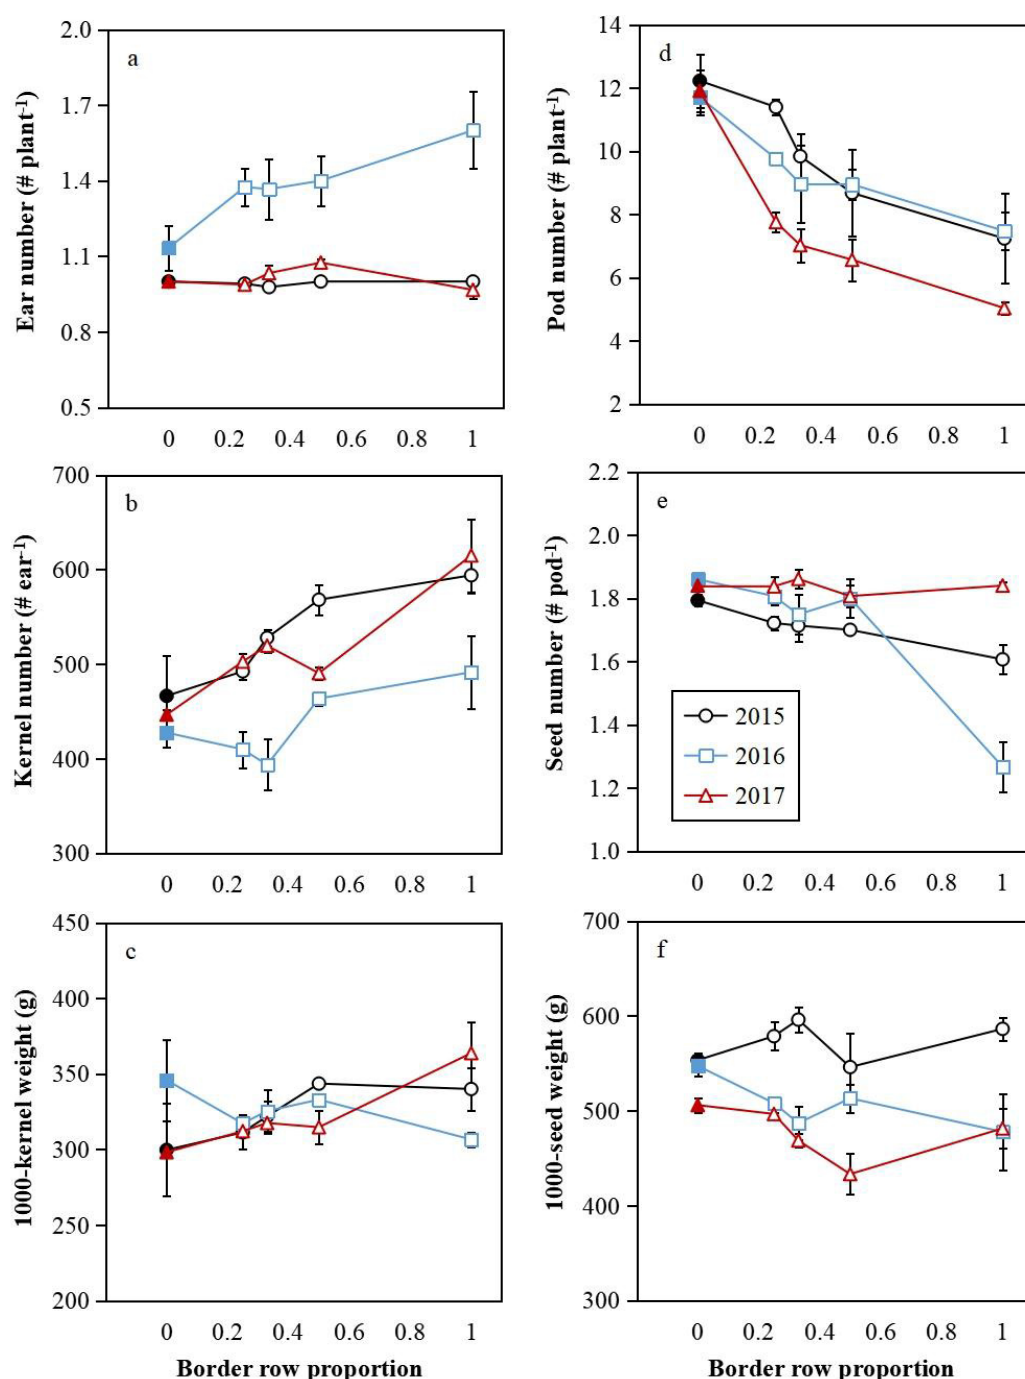 a
Ear number (# plant⁻¹)
2.0
1.7
1.4
1.1
0.8
0.5
0 0.2 0.4 0.6 0.8 1
d
Pod number (# plant⁻¹)
14
12
10
8
6
4
2
0 0.2 0.4 0.6 0.8 1
b
Kernel number (# ear⁻¹)
700
600
500
400
300
0 0.2 0.4 0.6 0.8 1
e
Seed number (# pod⁻¹)
2.2
2.0
1.8
1.6
1.4
1.2
1.0
2015
2016
2017
0 0.2 0.4 0.6 0.8 1
c
1000-kernel weight (g)
450
400
350
300
250
200
0 0.2 0.4 0.6 0.8 1
Border row proportion
f
1000-seed weight (g)
700
600
500
400
300
0 0.2 0.4 0.6 0.8 1
Border row proportion